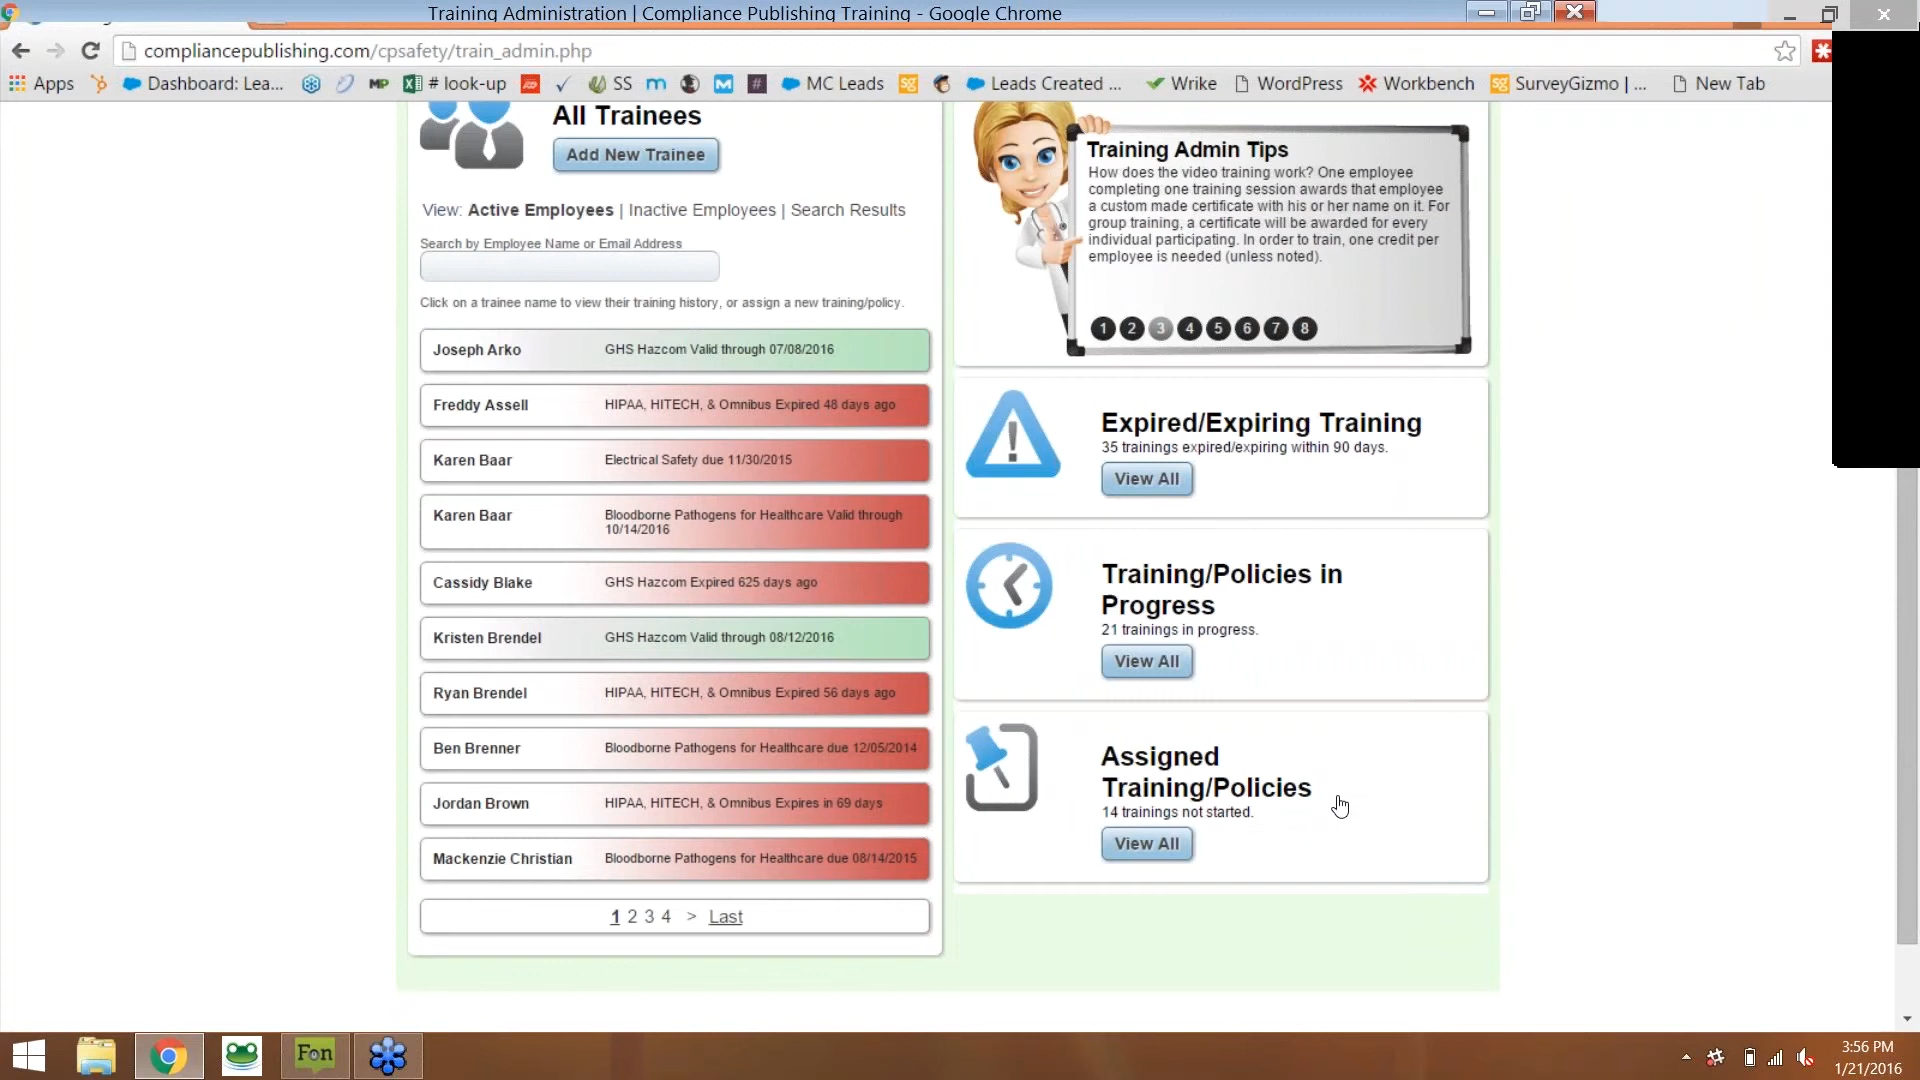 Training Administration | Compliance Publishing Training - Google Chrome
compliancepublishing.com/cpsafety/train_admin.php
Apps
Dashboard: Lea...
MP
# look-up
SS
m
M
#
MC Leads
sg
Leads Created ...
Wrike
WordPress
Workbench
sg
SurveyGizmo | ...
New Tab
All Trainees
Add New Trainee
View: Active Employees | Inactive Employees | Search Results
Search by Employee Name or Email Address
Click on a trainee name to view their training history, or assign a new training/policy.
Joseph Arko GHS Hazcom Valid through 07/08/2016
Freddy Assell HIPAA, HITECH, & Omnibus Expired 48 days ago
Karen Baar Electrical Safety due 11/30/2015
Karen Baar Bloodborne Pathogens for Healthcare Valid through
10/14/2016
Cassidy Blake GHS Hazcom Expired 625 days ago
Kristen Brendel GHS Hazcom Valid through 08/12/2016
Ryan Brendel HIPAA, HITECH, & Omnibus Expired 56 days ago
Ben Brenner Bloodborne Pathogens for Healthcare due 12/05/2014
Jordan Brown HIPAA, HITECH, & Omnibus Expires in 69 days
Mackenzie Christian Bloodborne Pathogens for Healthcare due 08/14/2015
1 2 3 4 > Last
Training Admin Tips
How does the video training work? One employee
completing one training session awards that employee
a custom made certificate with his or her name on it. For
group training, a certificate will be awarded for every
individual participating. In order to train, one credit per
employee is needed (unless noted).
1 2 3 4 5 6 7 8
Expired/Expiring Training
35 trainings expired/expiring within 90 days.
View All
Training/Policies in
Progress
21 trainings in progress.
View All
Assigned
Training/Policies
14 trainings not started.
View All
Fon
3:56 PM
1/21/2016